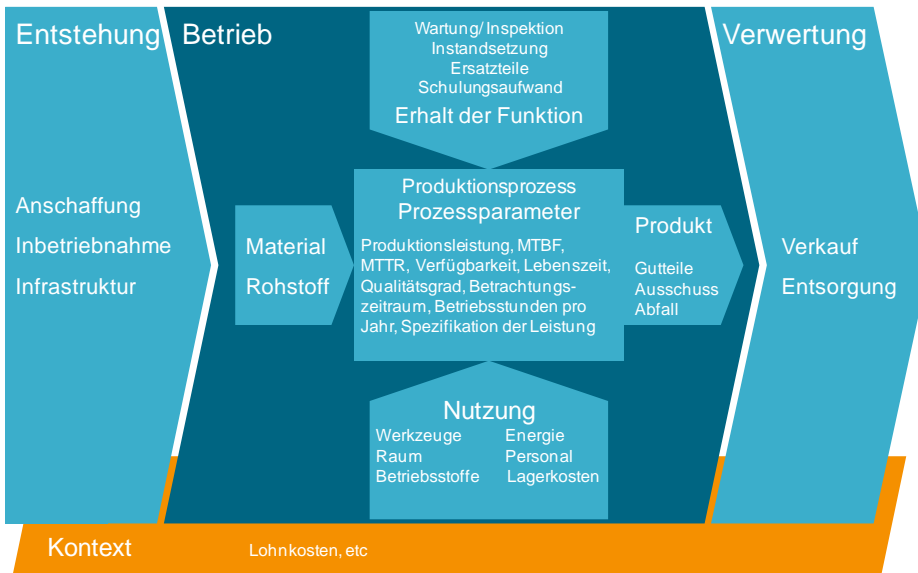 Entstehung
Anschaffung
Inbetriebnahme
Infrastruktur
Betrieb
Wartung/ Inspektion
Instandsetzung
Ersatzteile
Schulungsaufwand
Erhalt der Funktion
Material
Rohstoff
Produktionsprozess
Prozessparameter
Produktionsleistung, MTBF,
MTTR, Verfügbarkeit, Lebenszeit,
Qualitätsgrad, Betrachtungs-
zeitraum, Betriebsstunden pro
Jahr, Spezifikation der Leistung
Produkt
Gutteile
Ausschuss
Abfall
Nutzung
Werkzeuge Energie
Raum Personal
Betriebsstoffe Lagerkosten
Verwertung
Verkauf
Entsorgung
Kontext Lohnkosten, etc